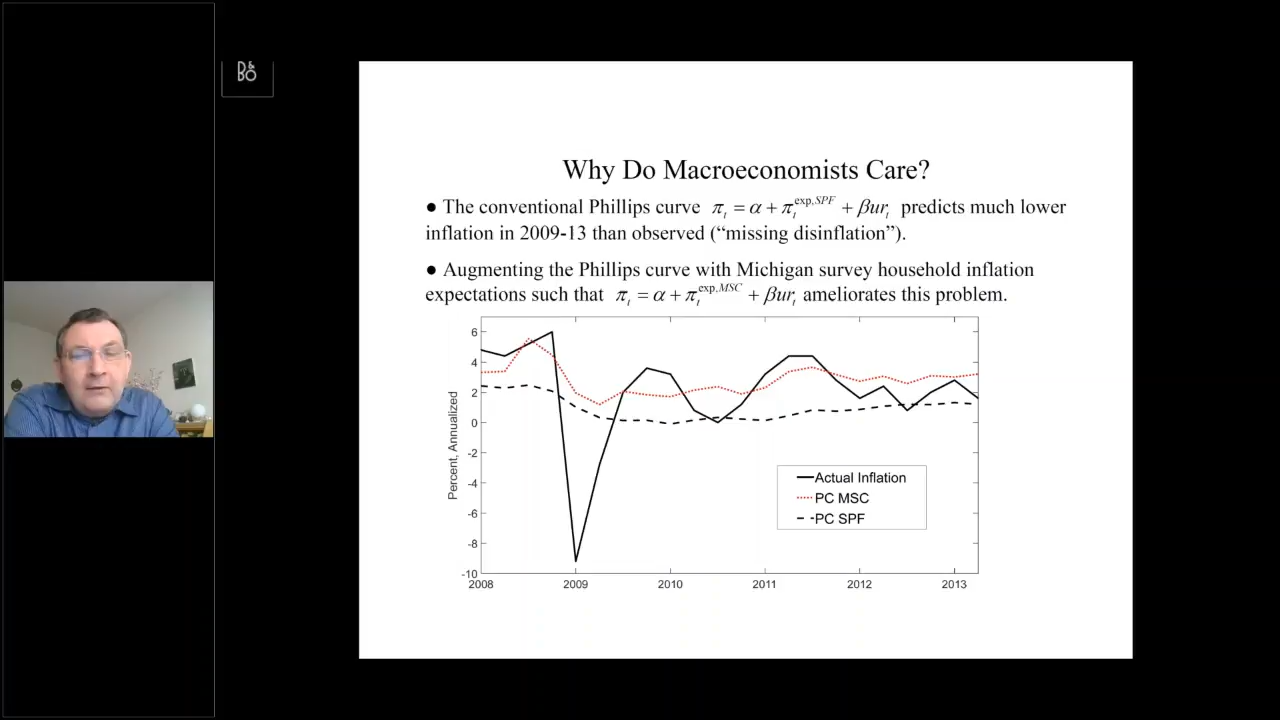 D&
BO
Why Do Macroeconomists Care?
● The conventional Phillips curve π_t = α + π_t^{exp,SPF} + βur_t predicts much lower
inflation in 2009-13 than observed (“missing disinflation”).
● Augmenting the Phillips curve with Michigan survey household inflation
expectations such that π_t = α + π_t^{exp,MSC} + βur_t ameliorates this problem.
6
4
2
0
-2
-4
-6
-8
-10
Percent, Annualized
Actual Inflation
PC MSC
PC SPF
2008 2009 2010 2011 2012 2013